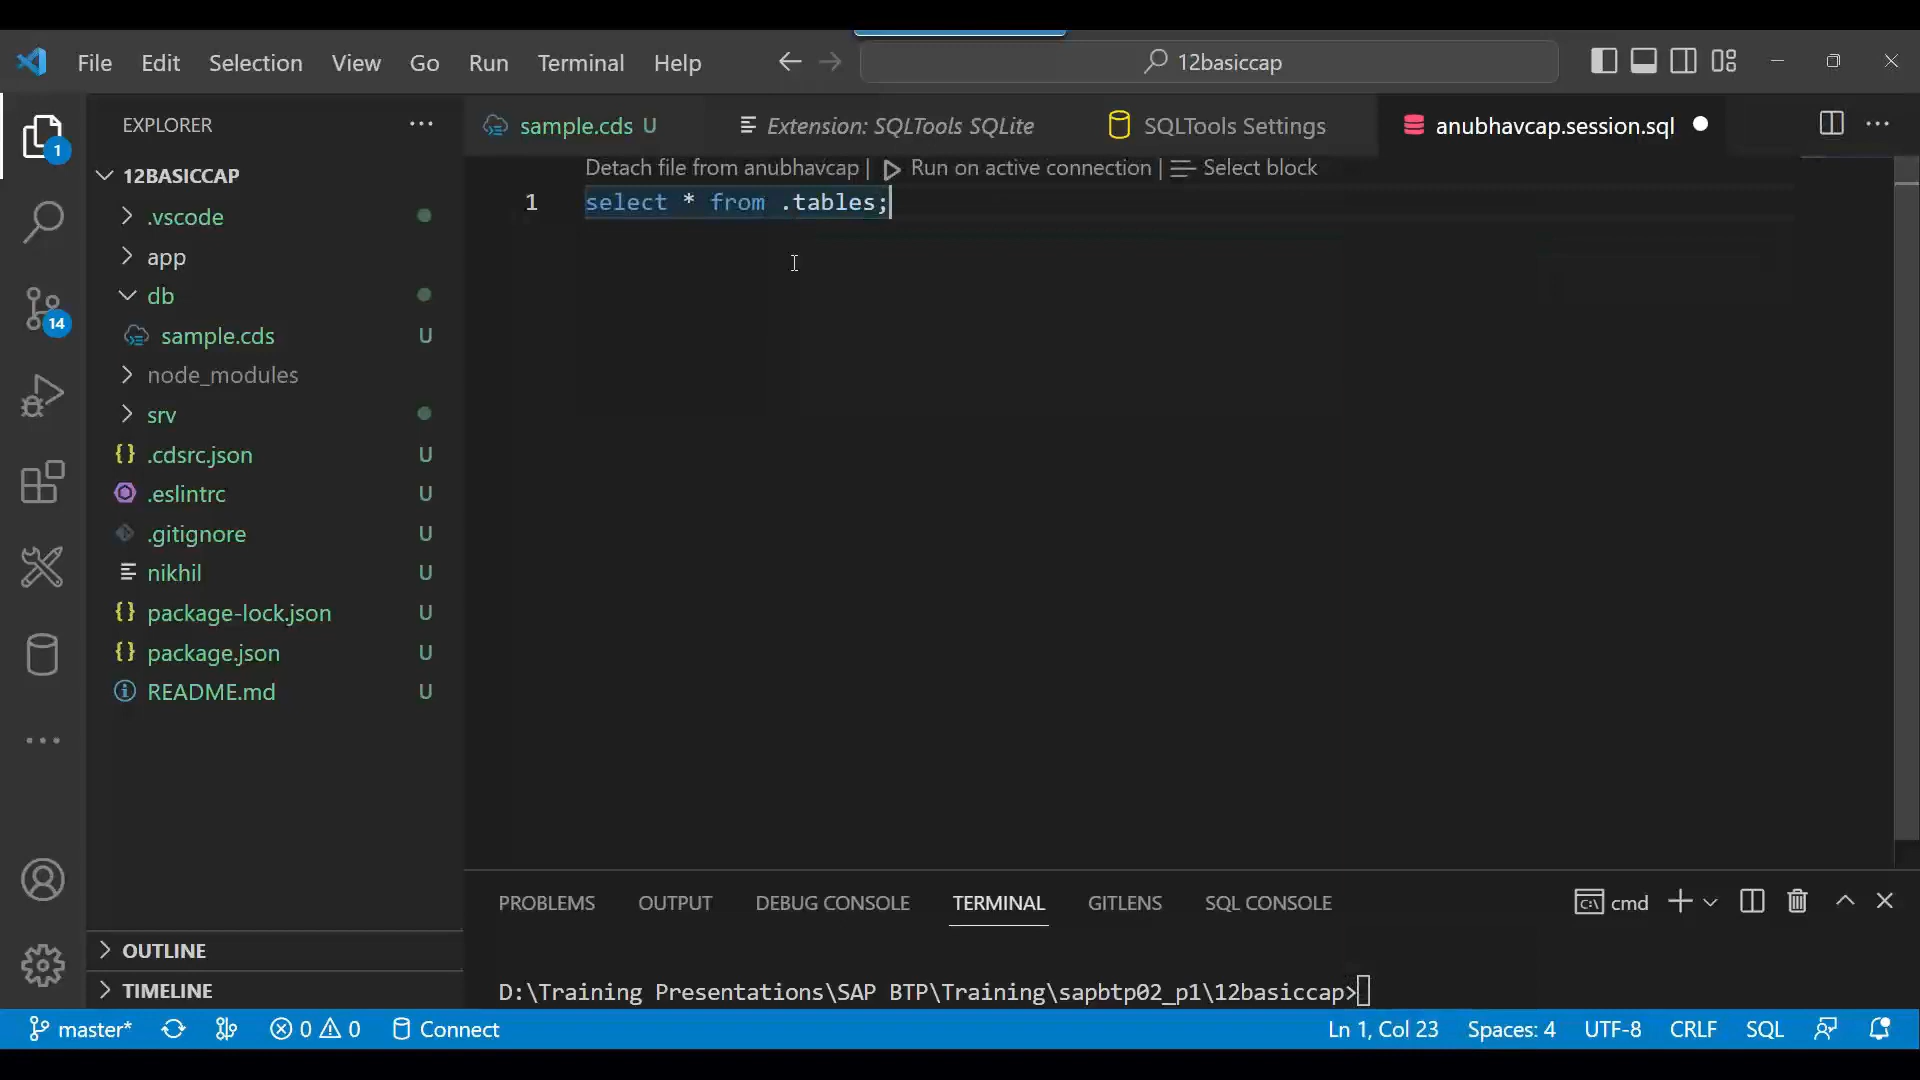 File Edit Selection View Go Run Terminal Help
12basiccap
EXPLORER
sample.cds U
Extension: SQLTools SQLite
SQLTools Settings
anubhavcap.session.sql
1
12BASICCAP
Detach file from anubhavcap | Run on active connection | Select block
1 select * from .tables;
.vscode
app
db
sample.cds U
14
node_modules
srv
.cdsrc.json U
.eslintrc U
.gitignore U
nikhil U
package-lock.json U
package.json U
README.md U
PROBLEMS OUTPUT DEBUG CONSOLE TERMINAL GITLENS SQL CONSOLE
cmd
OUTLINE
TIMELINE
D:\Training Presentations\SAP BTP\Training\sapbtp02_p1\12basiccap>
master* 0 0 Connect
Ln 1, Col 23 Spaces: 4 UTF-8 CRLF SQL